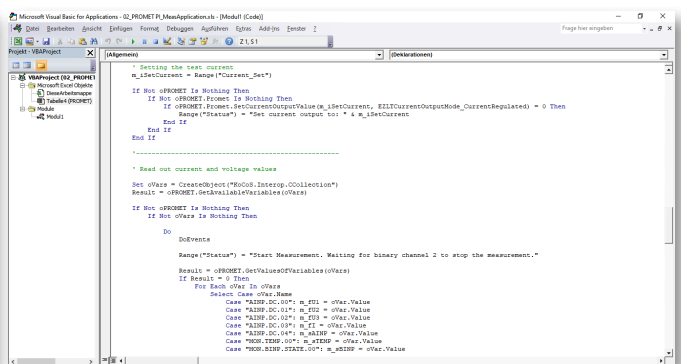 Microsoft Visual Basic for Applications - 02_PROMET PI_MeasApplication.xls - [Modul1 (Code)]
Datei Bearbeiten Ansicht Einfügen Format Debuggen Ausführen Extras Add-Ins Fenster ? Frage hier eingeben
Z 1, S 1
Projekt - VBAProject
(Allgemein) (Deklarationen)
VBAProject (02_PROMET
Microsoft Excel Objekte
DieseArbeitsmappe
Tabelle4 (PROMET)
Module
Modul1
' Setting the test current
m_iSetCurrent = Range("Current_Set")
If Not oPROMET Is Nothing Then
If Not oPROMET.Promet Is Nothing Then
If oPROMET.Promet.SetCurrentOutputValue(m_iSetCurrent, EZLTCurrentOutputMode_CurrentRegulated) = 0 Then
Range("Status") = "Set current output to: " & m_iSetCurrent
End If
End If
End If
'--------------------------------------------------
' Read out current and voltage values
Set oVars = CreateObject("KoCoS.Interop.CCollection")
Result = oPROMET.GetAvailableVariables(oVars)
If Not oPROMET Is Nothing Then
If Not oVars Is Nothing Then
Do
DoEvents
Range("Status") = "Start Measurement. Waiting for binary channel 2 to stop the measurement."
Result = oPROMET.GetValuesOfVariables(oVars)
If Result = 0 Then
For Each oVar In oVars
Select Case oVar.Name
Case "AINP.DC.00": m_fU1 = oVar.Value
Case "AINP.DC.01": m_fU2 = oVar.Value
Case "AINP.DC.02": m_fU3 = oVar.Value
Case "AINP.DC.03": m_fI = oVar.Value
Case "AINP.DC.04": m_sAINP = oVar.Value
Case "MON.TEMP.00": m_sTEMP = oVar.Value
Case "MON.BINP.STATE.00": m_sBINP = oVar.Value